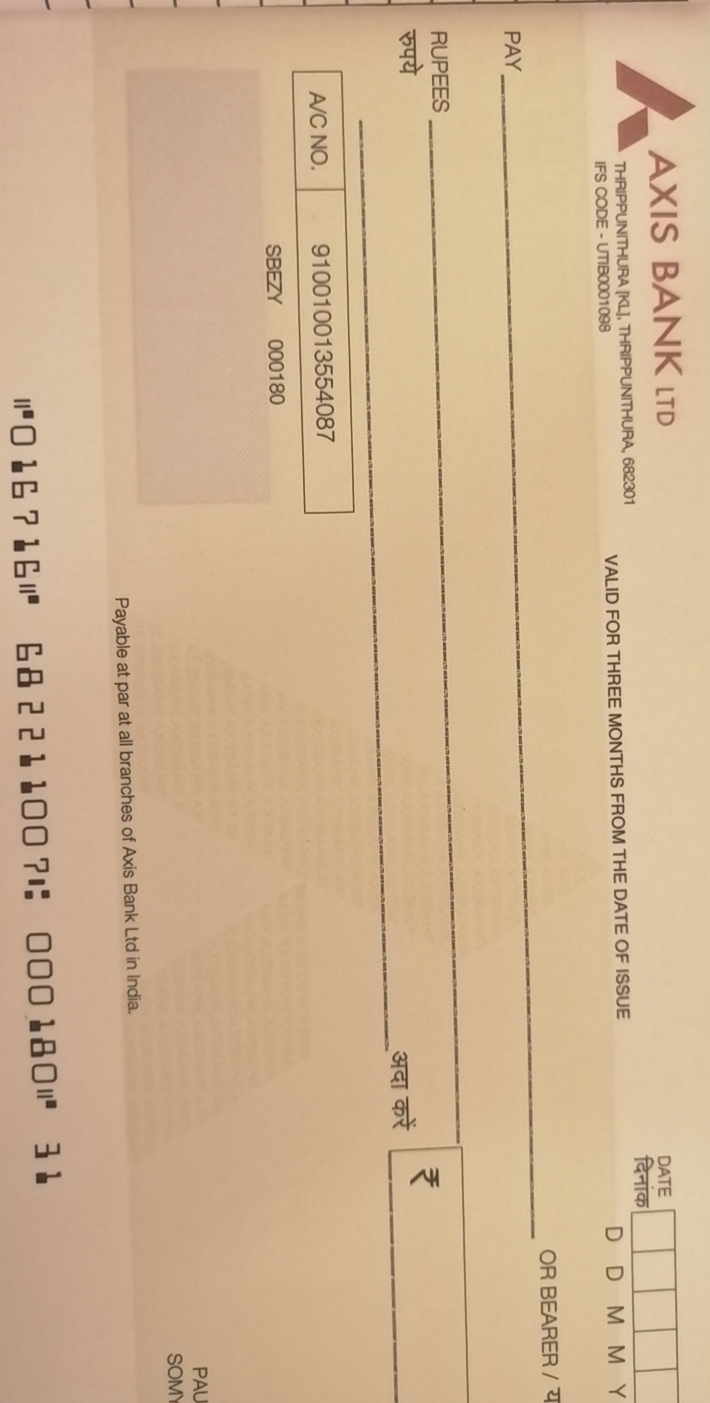 AXIS BANK LTD
THRIPPUNITHURA [KL], THRIPPUNITHURA, 682301
IFS CODE - UTIB0001098
VALID FOR THREE MONTHS FROM THE DATE OF ISSUE
DATE
दिनांक
D D M M Y
PAY
OR BEARER / या
RUPEES
रुपये
अदा करें
₹
A/C NO. 910010013554087
SBEZY 000180
PAU
SOMY
Payable at par at all branches of Axis Bank Ltd in India.
⑈016716⑈ 682211007⑆ 000180⑈ 31